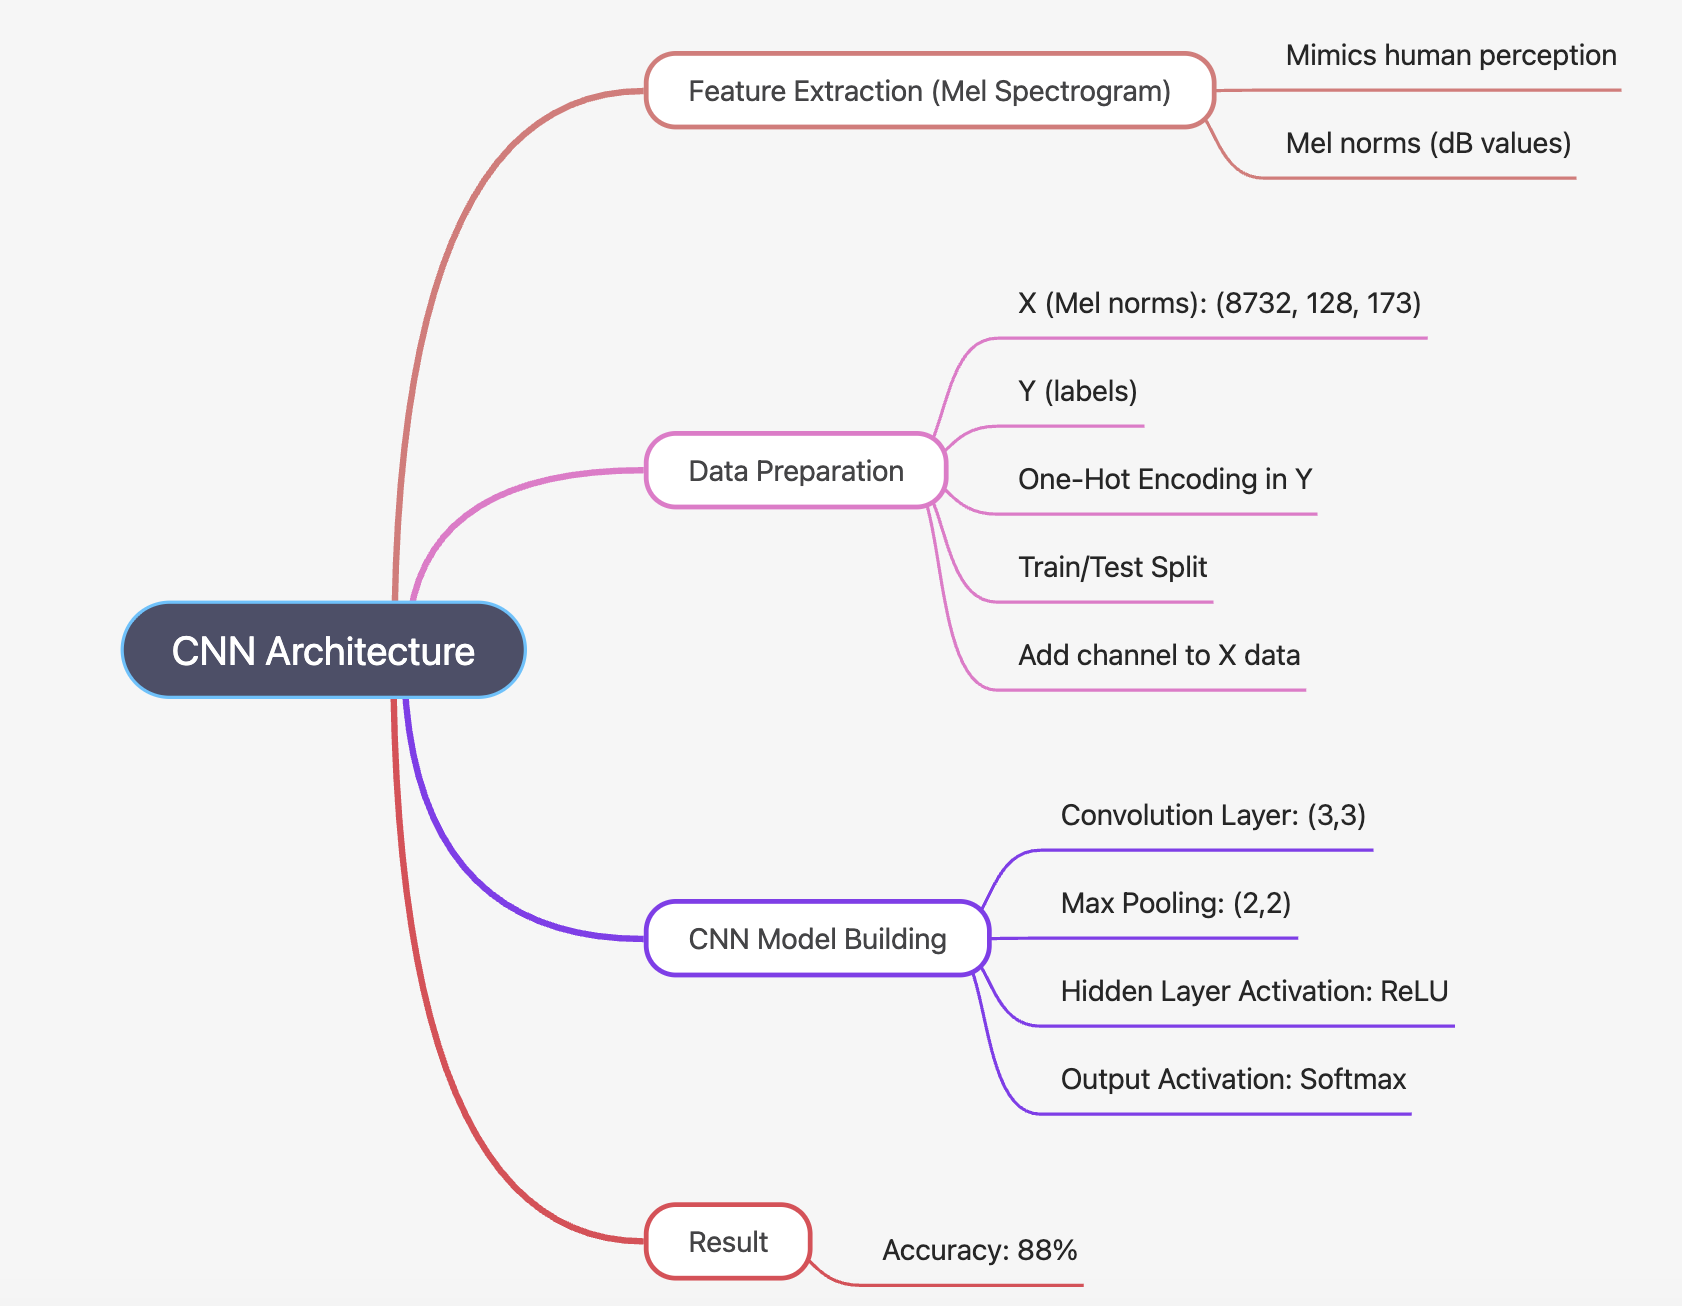 CNN Architecture
Feature Extraction (Mel Spectrogram)
Mimics human perception
Mel norms (dB values)
Data Preparation
X (Mel norms): (8732, 128, 173)
Y (labels)
One-Hot Encoding in Y
Train/Test Split
Add channel to X data
CNN Model Building
Convolution Layer: (3,3)
Max Pooling: (2,2)
Hidden Layer Activation: ReLU
Output Activation: Softmax
Result
Accuracy: 88%